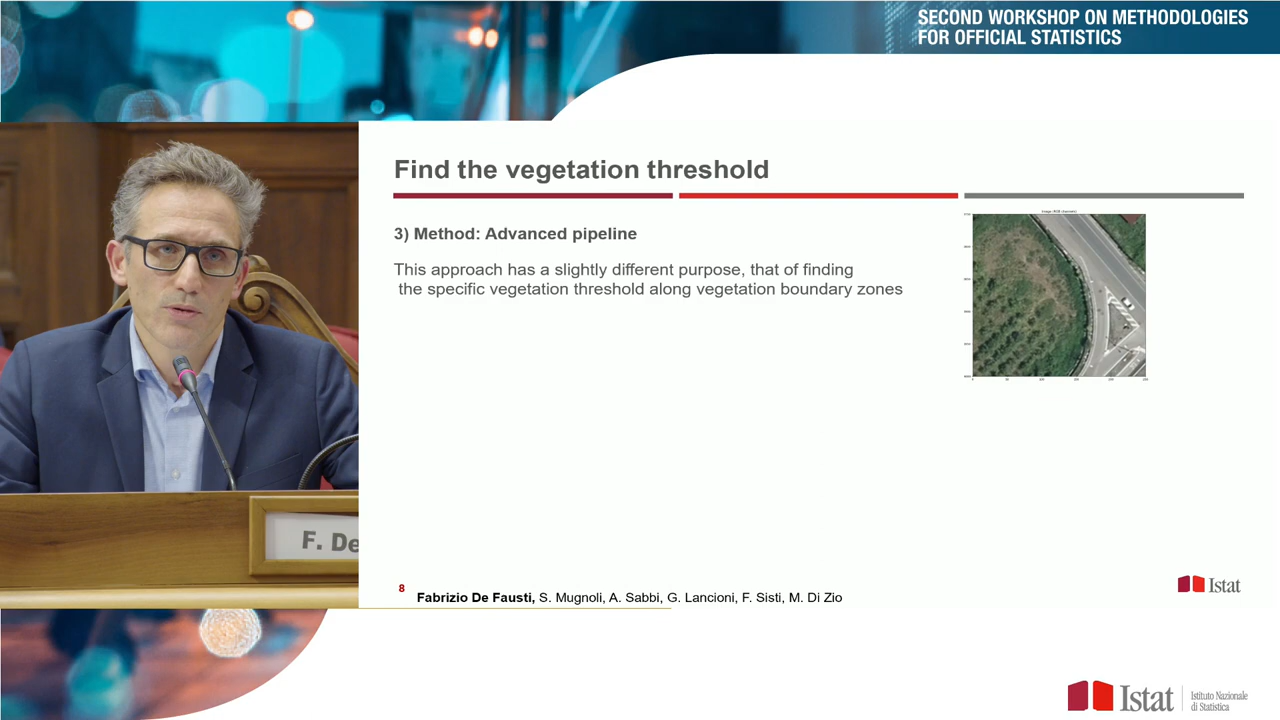 SECOND WORKSHOP ON METHODOLOGIES
FOR OFFICIAL STATISTICS
Find the vegetation threshold
3) Method: Advanced pipeline
This approach has a slightly different purpose, that of finding
the specific vegetation threshold along vegetation boundary zones
F. De
8
Fabrizio De Fausti, S. Mugnoli, A. Sabbi, G. Lancioni, F. Sisti, M. Di Zio
Istat
Istat
Istituto Nazionale
di Statistica